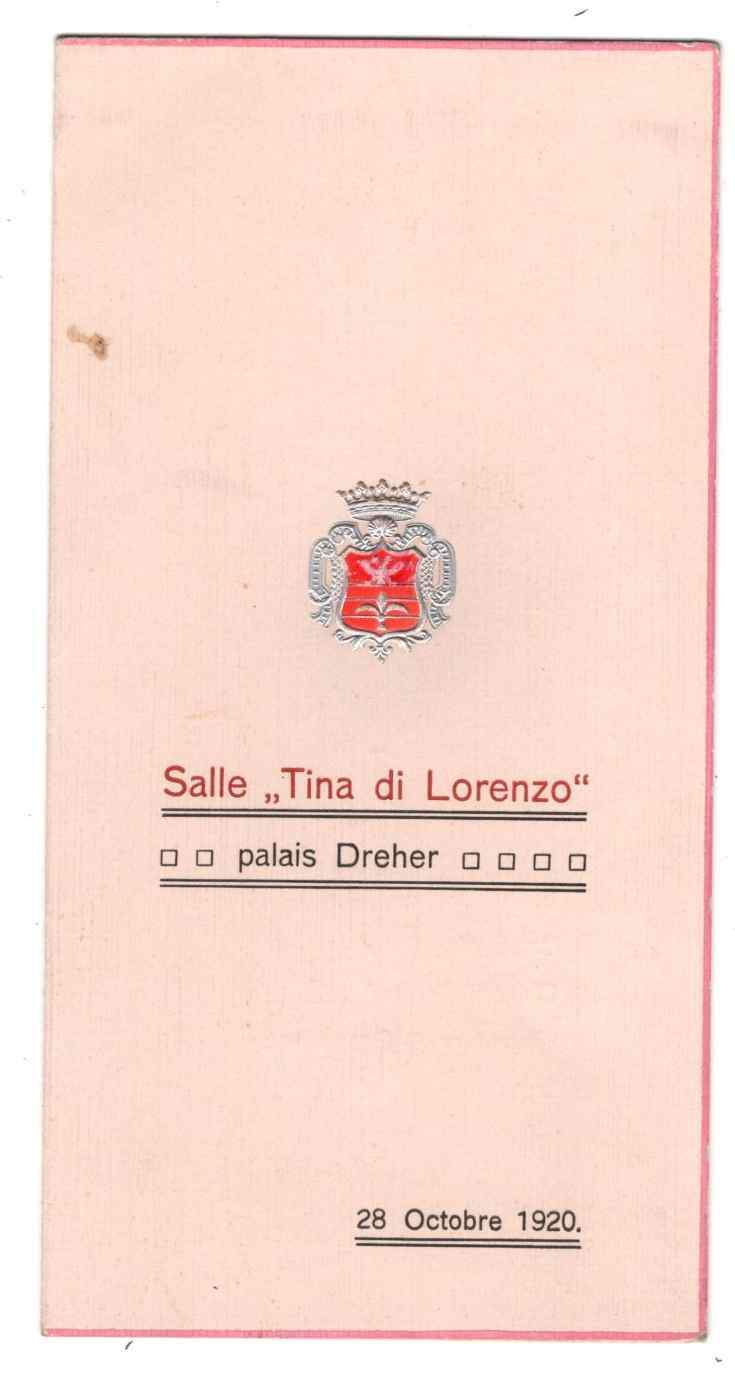 Salle „Tina di Lorenzo“
□ □ palais Dreher □ □ □ □
28 Octobre 1920.